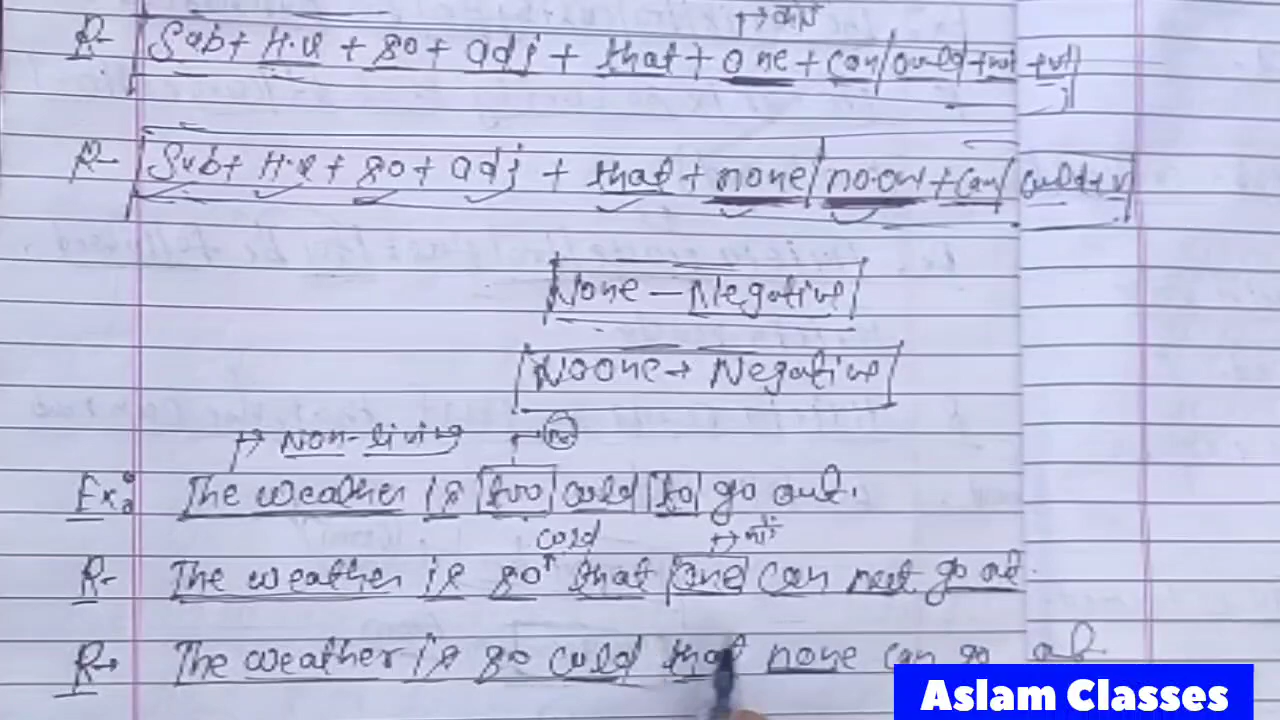 R- Sub + H.v + so + adj + that + one + can/could + not + v1
R- Sub + H.v + so + adj + that + none/no one + can/could + v
None - Negative
No one → Negative
→ Non-living
Ex: The weather is too cold to go out.
cold
R- The weather is so that one can not go out.
R→ The weather is so cold that none can go out
Aslam Classes